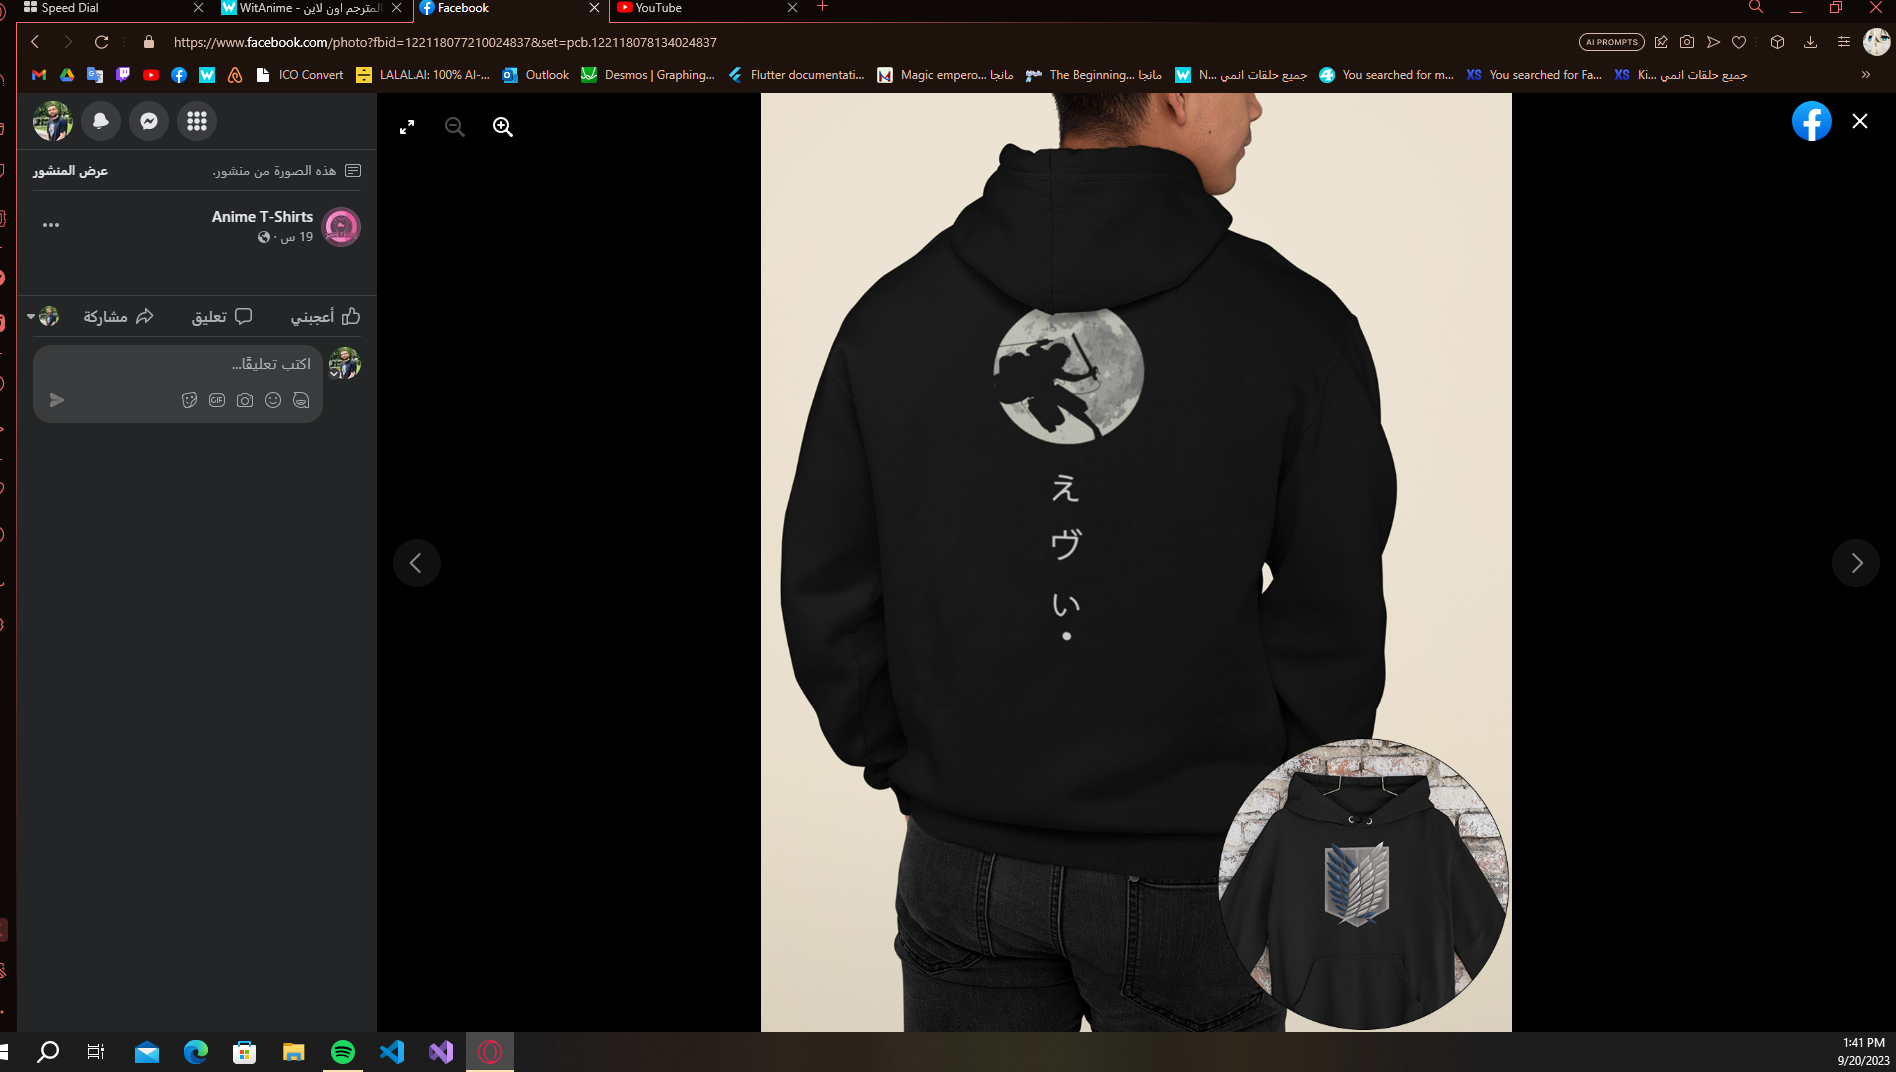 Speed Dial
WitAnime - المترجم اون لاين
Facebook
YouTube
https://www.facebook.com/photo?fbid=122118077210024837&set=pcb.122118078134024837
AI PROMPTS
ICO Convert
LALAL.AI: 100% AI-...
Outlook
Desmos | Graphing...
Flutter documentati...
Magic empero... مانجا
The Beginning... مانجا
N... جميع حلقات انمي
You searched for m...
XS
You searched for Fa...
XS
Ki... جميع حلقات انمي
عرض المنشور
هذه الصورة من منشور.
Anime T-Shirts
19 س ·
أعجبني
تعليق
مشاركة
اكتب تعليقًا...
GIF
え
ヴ
い
•
1:41 PM
9/20/2023